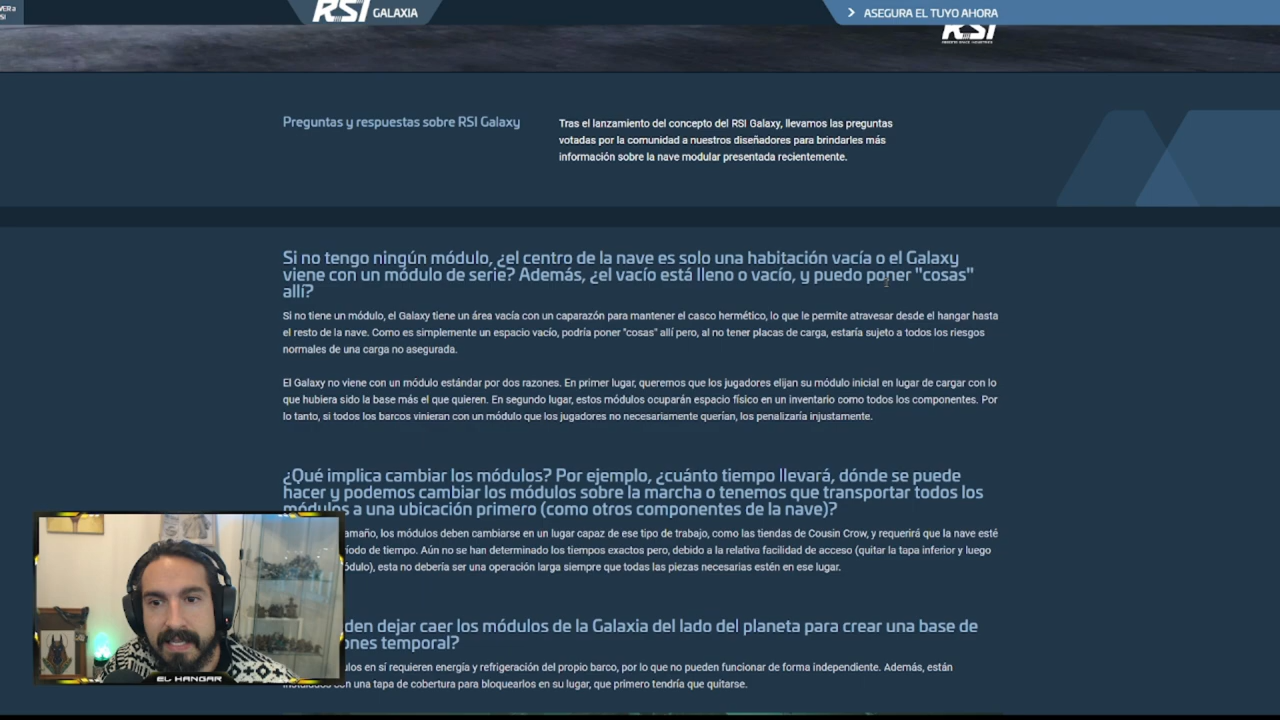 VER a
SI
RSI GALAXIA
ASEGURA EL TUYO AHORA
RSI
Preguntas y respuestas sobre RSI Galaxy
Tras el lanzamiento del concepto del RSI Galaxy, llevamos las preguntas
votadas por la comunidad a nuestros diseñadores para brindarles más
información sobre la nave modular presentada recientemente.
Si no tengo ningún módulo, ¿el centro de la nave es solo una habitación vacía o el Galaxy
viene con un módulo de serie? Además, ¿el vacío está lleno o vacío, y puedo poner "cosas"
allí?
Si no tiene un módulo, el Galaxy tiene un área vacía con un caparazón para mantener el casco hermético, lo que le permite atravesar desde el hangar hasta
el resto de la nave. Como es simplemente un espacio vacío, podría poner "cosas" allí pero, al no tener placas de carga, estaría sujeto a todos los riesgos
normales de una carga no asegurada.
El Galaxy no viene con un módulo estándar por dos razones. En primer lugar, queremos que los jugadores elijan su módulo inicial en lugar de cargar con lo
que hubiera sido la base más el que quieren. En segundo lugar, estos módulos ocuparán espacio físico en un inventario como todos los componentes. Por
lo tanto, si todos los barcos vinieran con un módulo que los jugadores no necesariamente querían, los penalizaría injustamente.
¿Qué implica cambiar los módulos? Por ejemplo, ¿cuánto tiempo llevará, dónde se puede
hacer y podemos cambiar los módulos sobre la marcha o tenemos que transportar todos los
módulos a una ubicación primero (como otros componentes de la nave)?
amaño, los módulos deben cambiarse en un lugar capaz de ese tipo de trabajo, como las tiendas de Cousin Crow, y requerirá que la nave esté
ríodo de tiempo. Aún no se han determinado los tiempos exactos pero, debido a la relativa facilidad de acceso (quitar la tapa inferior y luego
ódulo), esta no debería ser una operación larga siempre que todas las piezas necesarias estén en ese lugar.
den dejar caer los módulos de la Galaxia del lado del planeta para crear una base de
ones temporal?
ulos en sí requieren energía y refrigeración del propio barco, por lo que no pueden funcionar de forma independiente. Además, están
instalados con una tapa de cobertura para bloquearlos en su lugar, que primero tendría que quitarse.
EL HANGAR